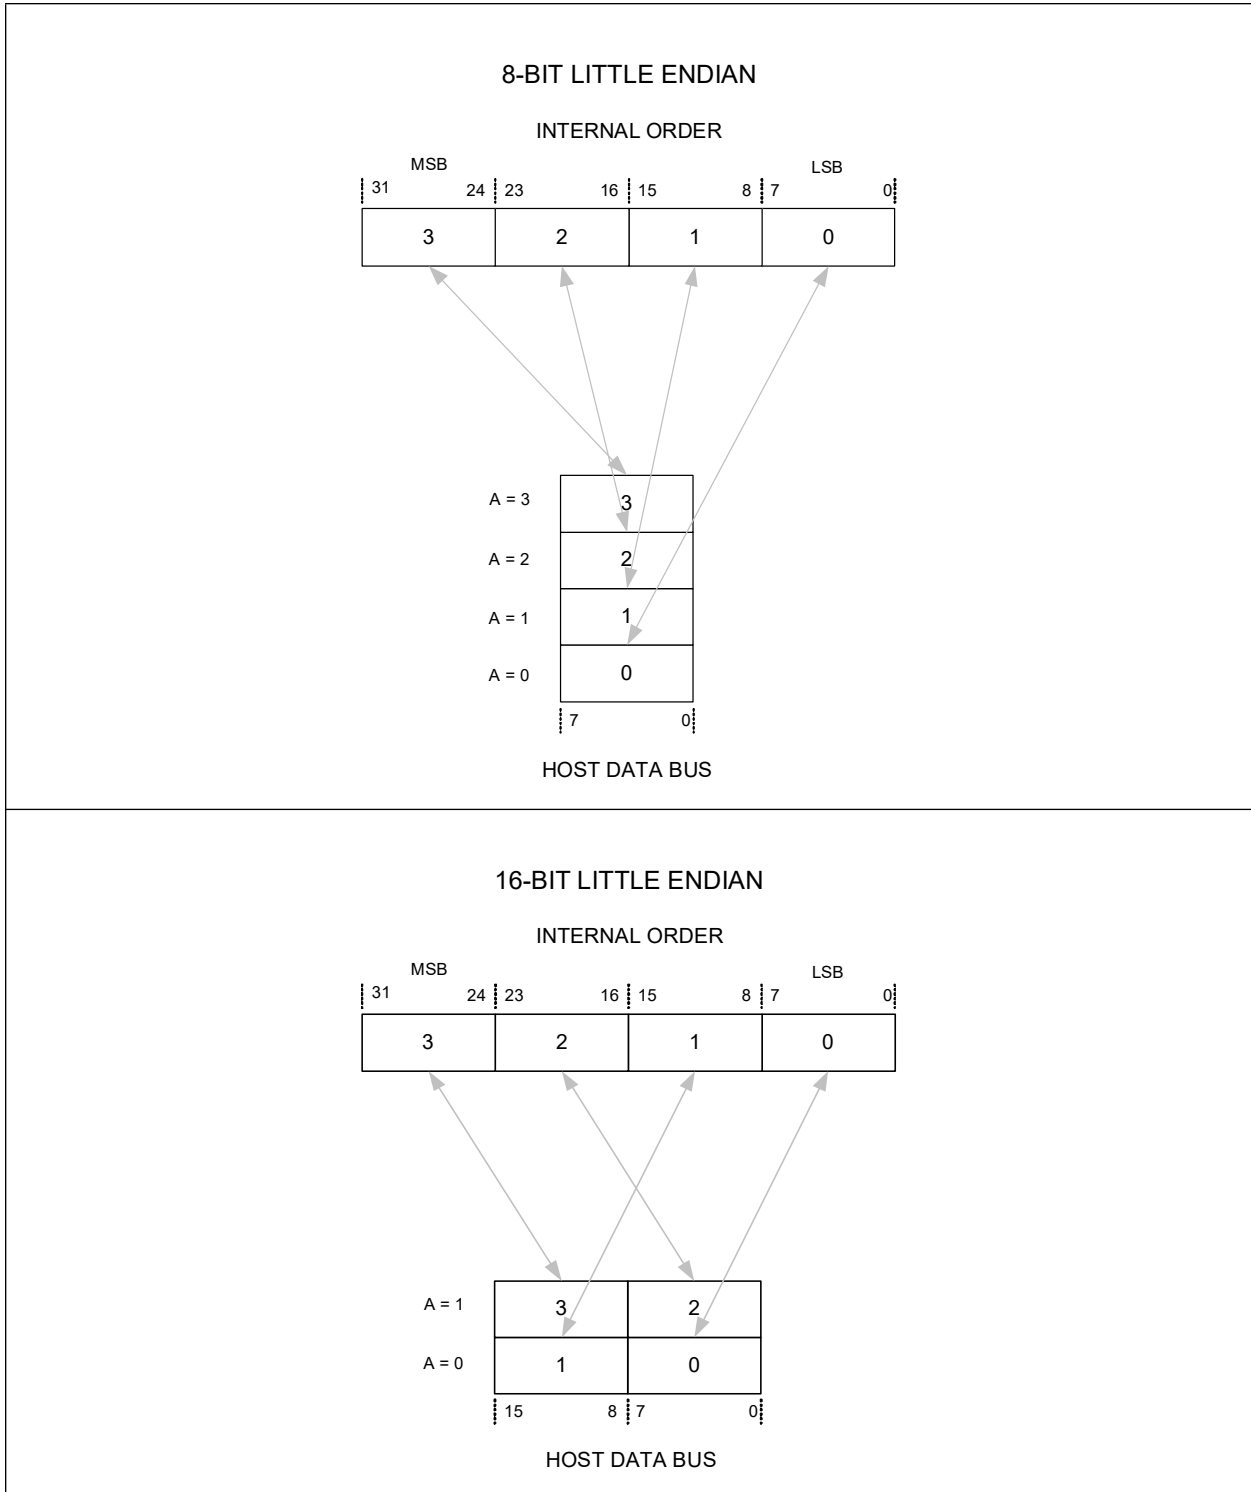 8-BIT LITTLE ENDIAN
INTERNAL ORDER
MSB LSB
31 24 23 16 15 8 7 0
3 2 1 0
A = 3 3
A = 2 2
A = 1 1
A = 0 0
7 0
HOST DATA BUS
16-BIT LITTLE ENDIAN
INTERNAL ORDER
MSB LSB
31 24 23 16 15 8 7 0
3 2 1 0
A = 1 3 2
A = 0 1 0
15 8 7 0
HOST DATA BUS